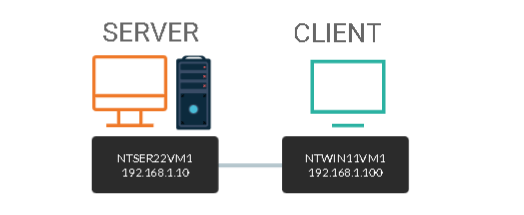 SERVER
CLIENT
NTSER22VM1
192.168.1.10
NTWIN11VM1
192.168.1.100